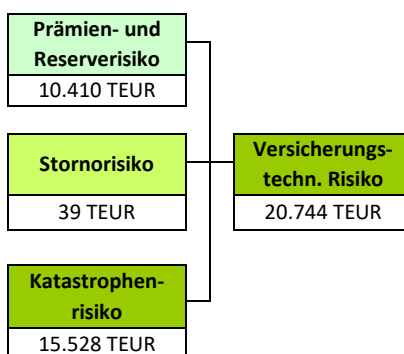 Prämien- und
Reserverisiko
10.410 TEUR
Stornorisiko
39 TEUR
Versicherungs-
techn. Risiko
20.744 TEUR
Katastrophen-
risiko
15.528 TEUR